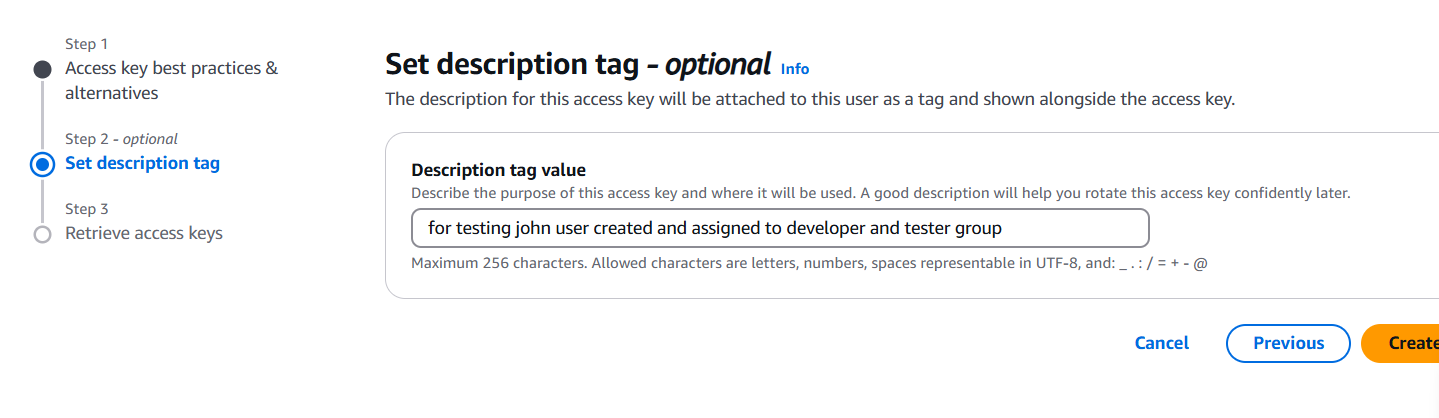 Step 1
Access key best practices &
alternatives
Step 2 - optional
Set description tag
Step 3
Retrieve access keys
Set description tag - optional Info
The description for this access key will be attached to this user as a tag and shown alongside the access key.
Description tag value
Describe the purpose of this access key and where it will be used. A good description will help you rotate this access key confidently later.
for testing john user created and assigned to developer and tester group
Maximum 256 characters. Allowed characters are letters, numbers, spaces representable in UTF-8, and: _ . : / = + - @
Cancel
Previous
Create